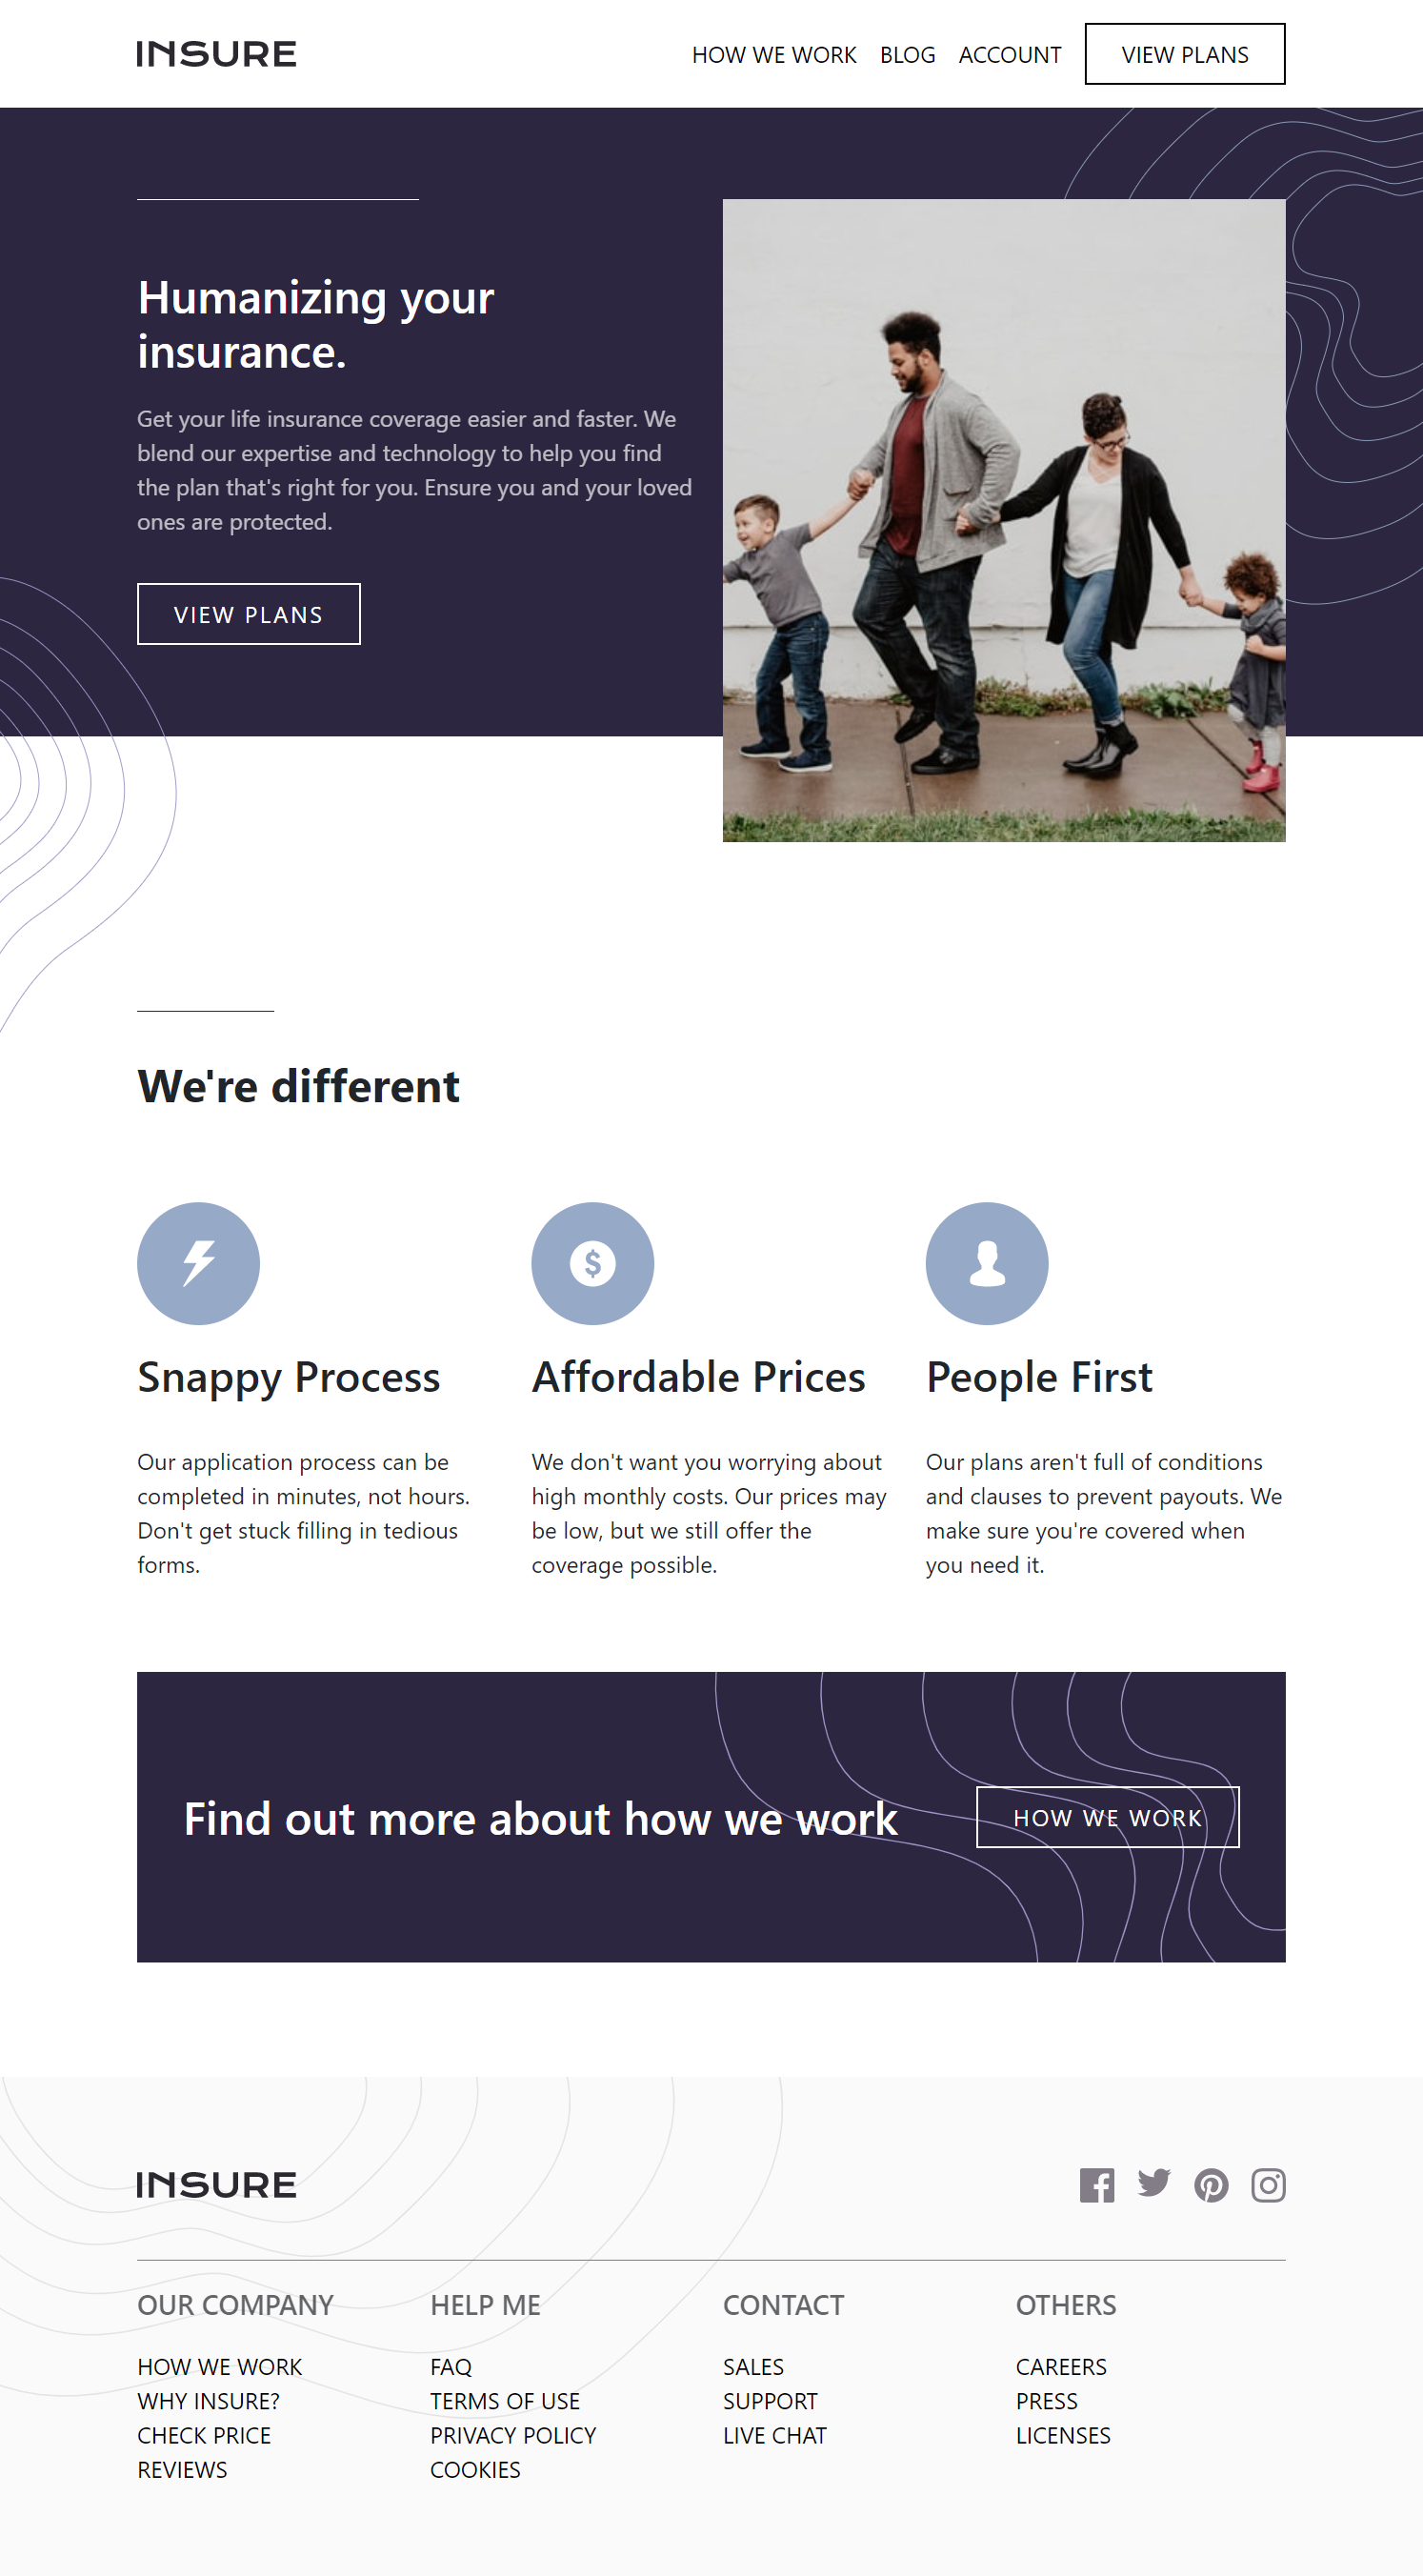 INSURE
HOW WE WORK BLOG ACCOUNT VIEW PLANS
Humanizing your
insurance.
Get your life insurance coverage easier and faster. We
blend our expertise and technology to help you find
the plan that's right for you. Ensure you and your loved
ones are protected.
VIEW PLANS
We're different
Snappy Process
Our application process can be
completed in minutes, not hours.
Don't get stuck filling in tedious
forms.
Affordable Prices
We don't want you worrying about
high monthly costs. Our prices may
be low, but we still offer the
coverage possible.
People First
Our plans aren't full of conditions
and clauses to prevent payouts. We
make sure you're covered when
you need it.
Find out more about how we work
HOW WE WORK
INSURE
OUR COMPANY
HOW WE WORK
WHY INSURE?
CHECK PRICE
REVIEWS
HELP ME
FAQ
TERMS OF USE
PRIVACY POLICY
COOKIES
CONTACT
SALES
SUPPORT
LIVE CHAT
OTHERS
CAREERS
PRESS
LICENSES